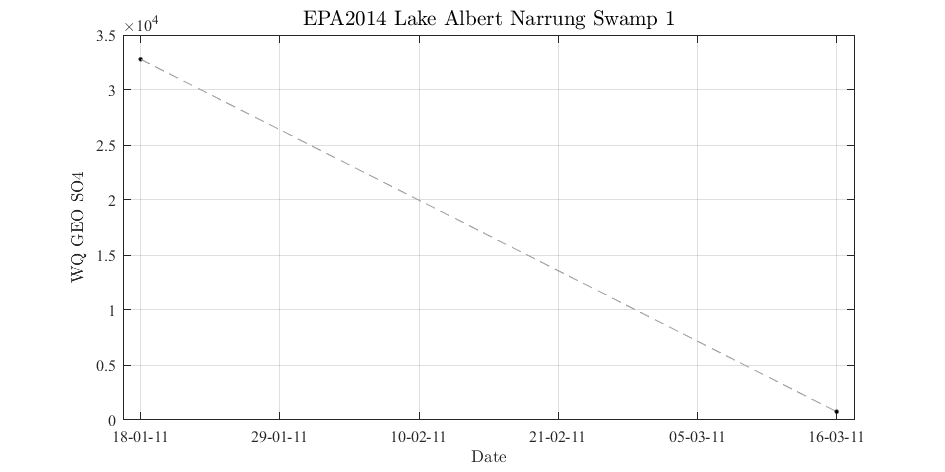 EPA2014 Lake Albert Narrung Swamp 1
×10⁴
3.5
3
2.5
2
1.5
1
0.5
0
WQ GEO SO4
18-01-11 29-01-11 10-02-11 21-02-11 05-03-11 16-03-11
Date